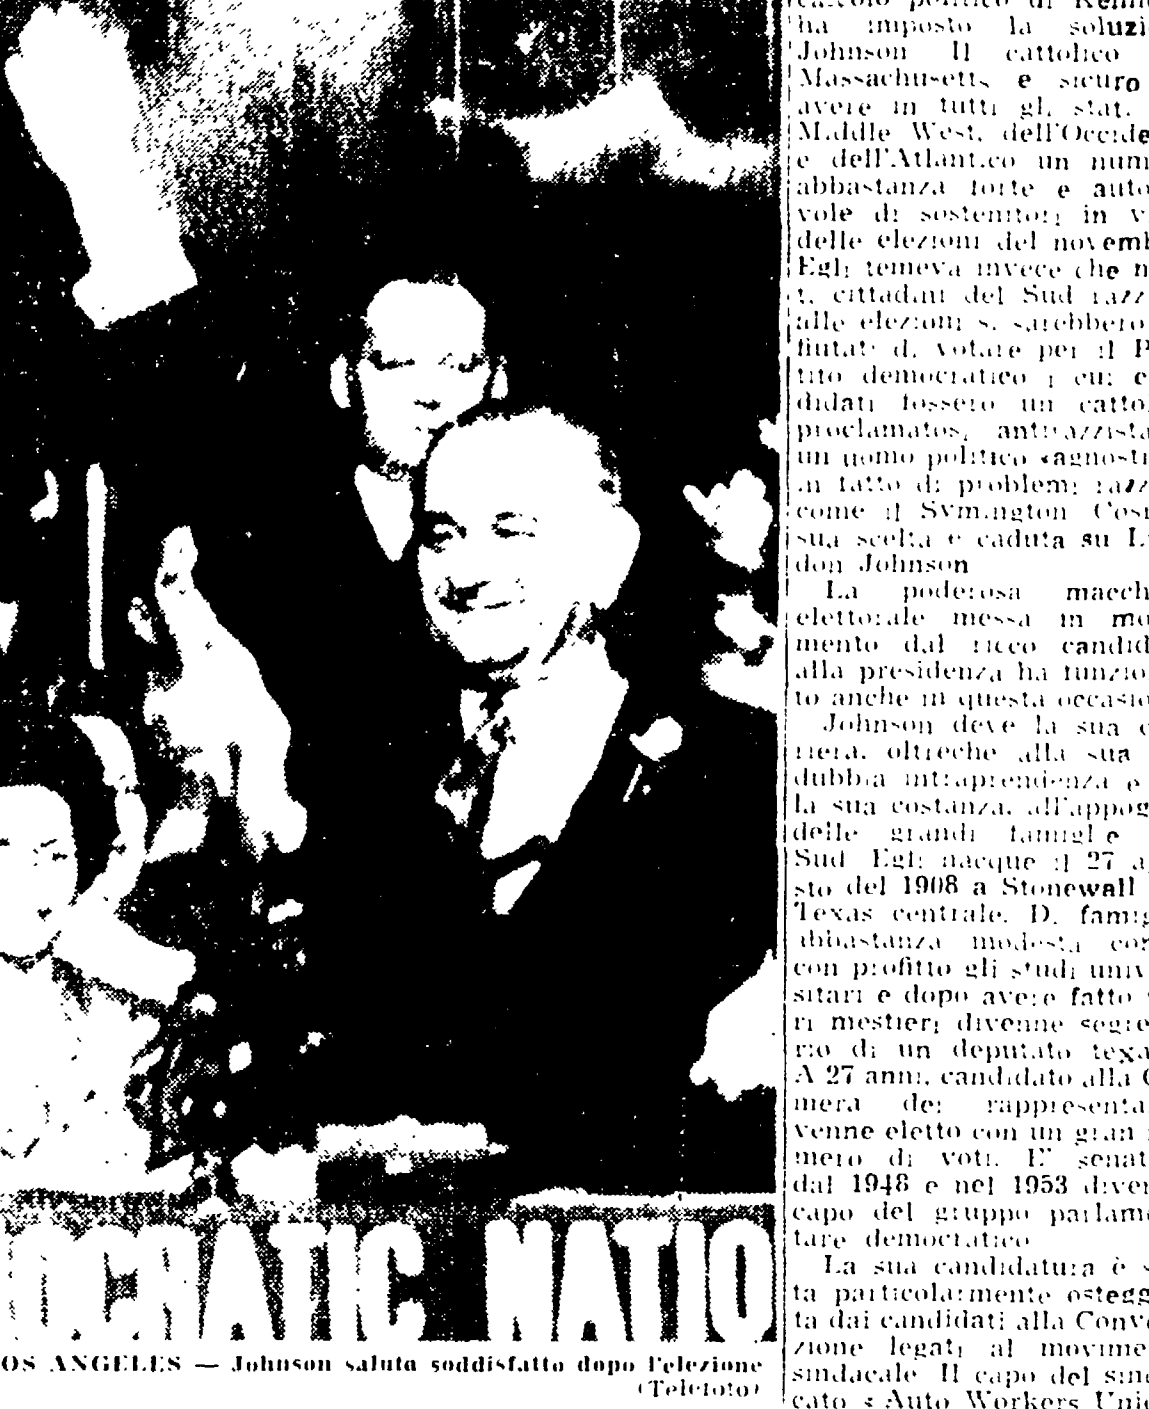 OCRATIC NATIO
OS ANGELES — Johnson saluta soddisfatto dopo l'elezione
(Telefoto)
calcolo politico di Kenne
ha imposto la soluzi
Johnson Il cattolico
Massachusetts e sicuro
avere in tutti gli stat.
Middle West, dell'Occide
e dell'Atlantico un num
abbastanza forte e auto
vole di sostenitori in v
delle elezioni del novemb
Egli temeva invece che m
t. cittadini del Sud razz
alle elezioni s. sarebbero
fiutati di votare per il P
tito democratico i cui c
didati fossero un catto
proclamatosi antirazzista
un uomo politico «agnosti
in fatto di problemi razz
come il Symington Cosi
sua scelta e caduta su L
don Johnson
La poderosa macch
elettorale messa in mo
mento dal ricco candid
alla presidenza ha funzio
to anche in questa occasio
Johnson deve la sua c
riera, oltreche alla sua
dubbia intraprendenza e
la sua costanza, all'appog
delle grandi famiglie
Sud Egli nacque il 27 a
sto del 1908 a Stonewall
Texas centrale. Di famig
abbastanza modesta com
con profitto gli studi univ
sitari e dopo avere fatto
ri mestieri divenne segre
rio di un deputato texa
A 27 anni, candidato alla C
mera dei rappresenta
venne eletto con un gran
mero di voti. E' senat
dal 1948 e nel 1953 diven
capo del gruppo parlame
tare democratico
La sua candidatura è s
ta particolarmente ostegg
ta dai candidati alla Conve
zione legati al movime
sindacale Il capo del sind
cato « Auto Workers Unio